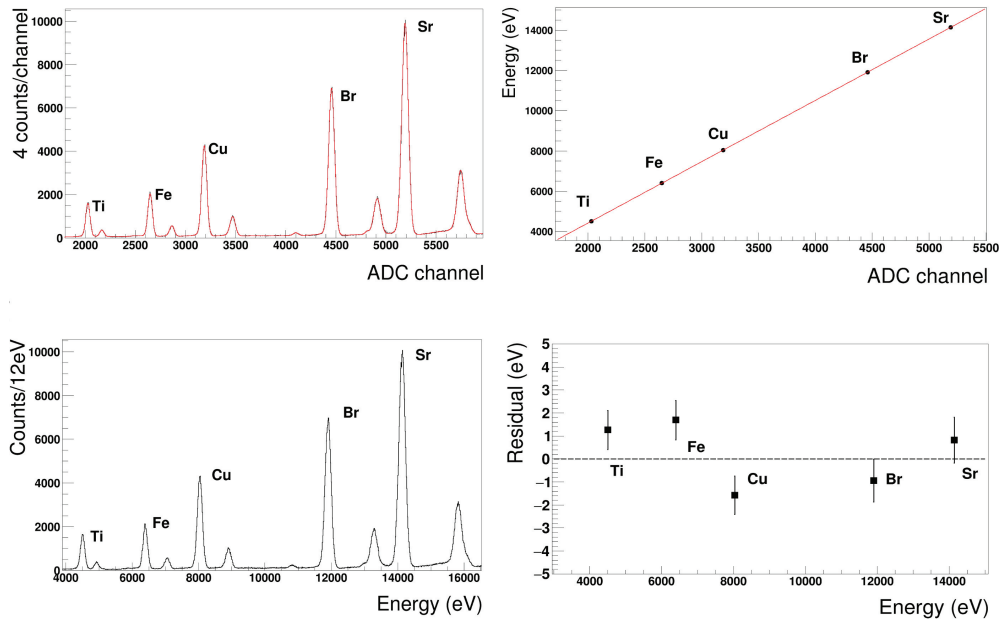 4 counts/channel
10000
8000
6000
4000
2000
0
Ti
Fe
Cu
Br
Sr
2000 2500 3000 3500 4000 4500 5000 5500
ADC channel
Energy (eV)
14000
12000
10000
8000
6000
4000
Ti
Fe
Cu
Br
Sr
2000 2500 3000 3500 4000 4500 5000 5500
ADC channel
Counts/12eV
10000
8000
6000
4000
2000
0
Ti
Fe
Cu
Br
Sr
4000 6000 8000 10000 12000 14000 16000
Energy (eV)
Residual (eV)
5
4
3
2
1
0
−1
−2
−3
−4
−5
Ti
Fe
Cu
Br
Sr
4000 6000 8000 10000 12000 14000
Energy (eV)